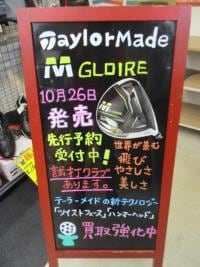 TaylorMade
M GLOIRE
10月26日
発売
先行予約
受付中!
試打クラブ
あります。
世界が羨む
飛び
やさしさ
美しさ
テーラーメイドの新テクノロジー
「ツイストフェース」「ハンマーヘッド」
買取強化中